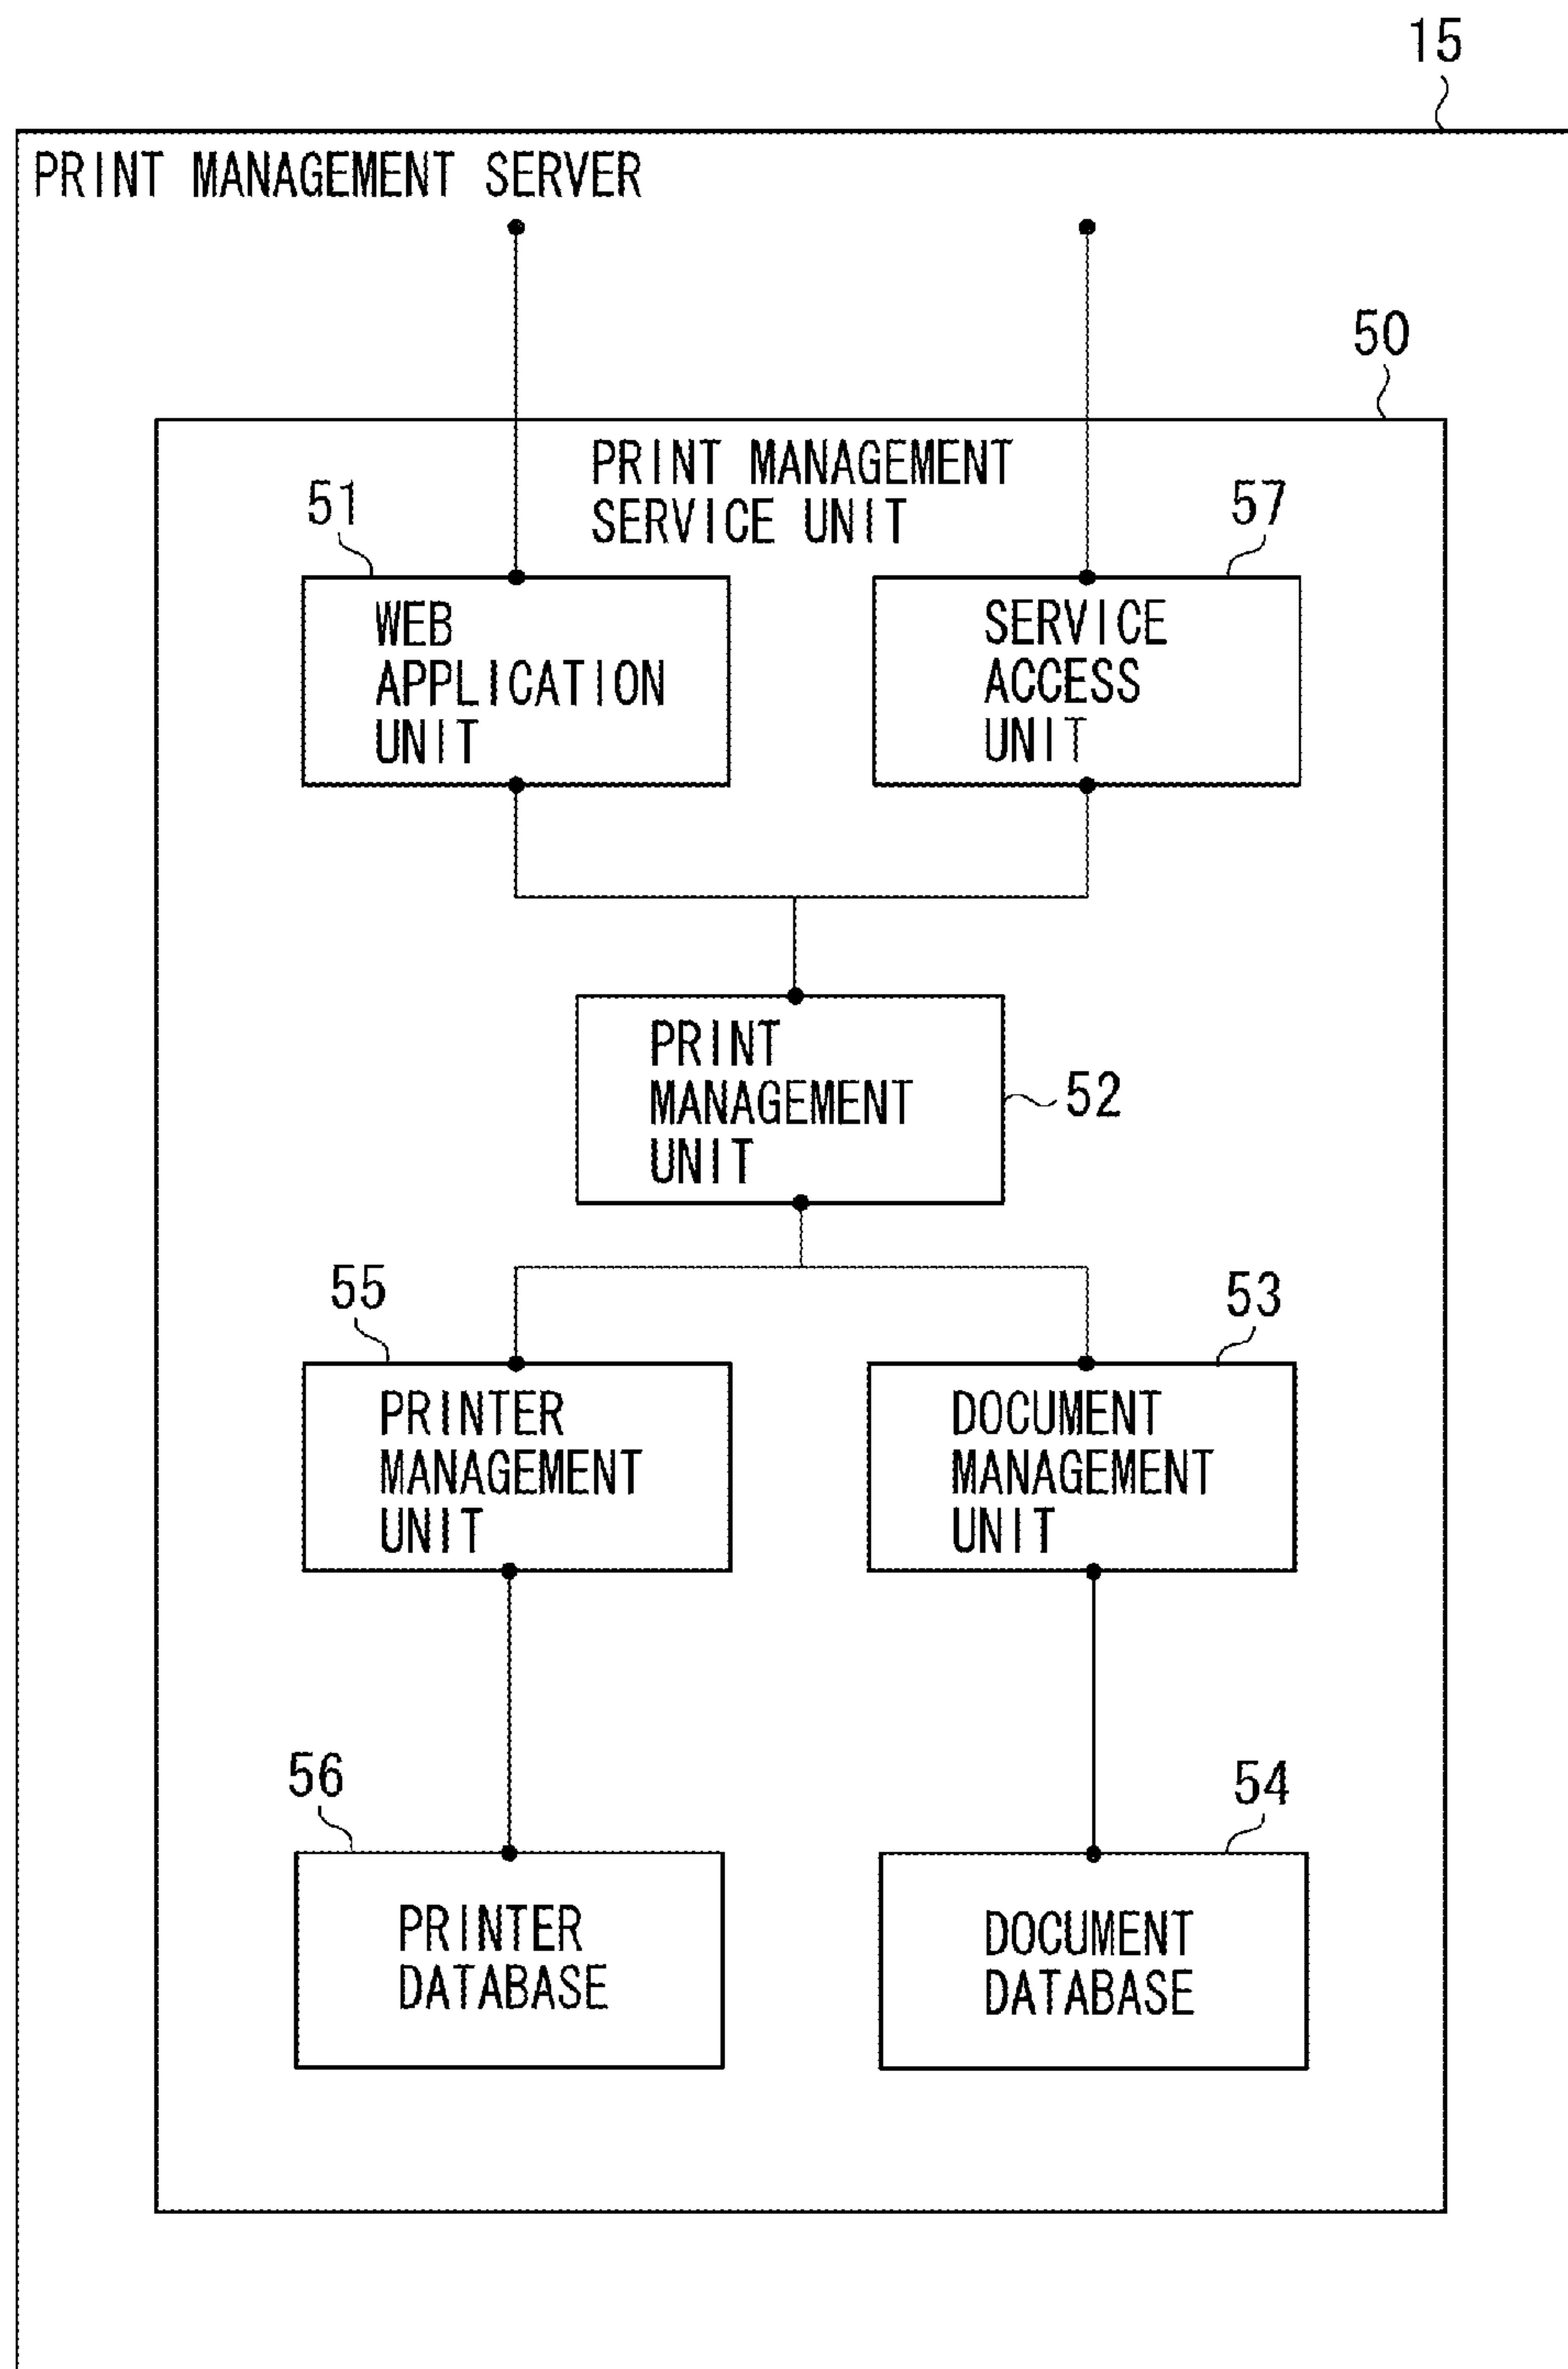 15
PRINT MANAGEMENT SERVER
50
PRINT MANAGEMENT
SERVICE UNIT
51
57
WEB
APPLICATION
UNIT
SERVICE
ACCESS
UNIT
PRINT
MANAGEMENT
UNIT
52
55
53
PRINTER
MANAGEMENT
UNIT
DOCUMENT
MANAGEMENT
UNIT
56
54
PRINTER
DATABASE
DOCUMENT
DATABASE